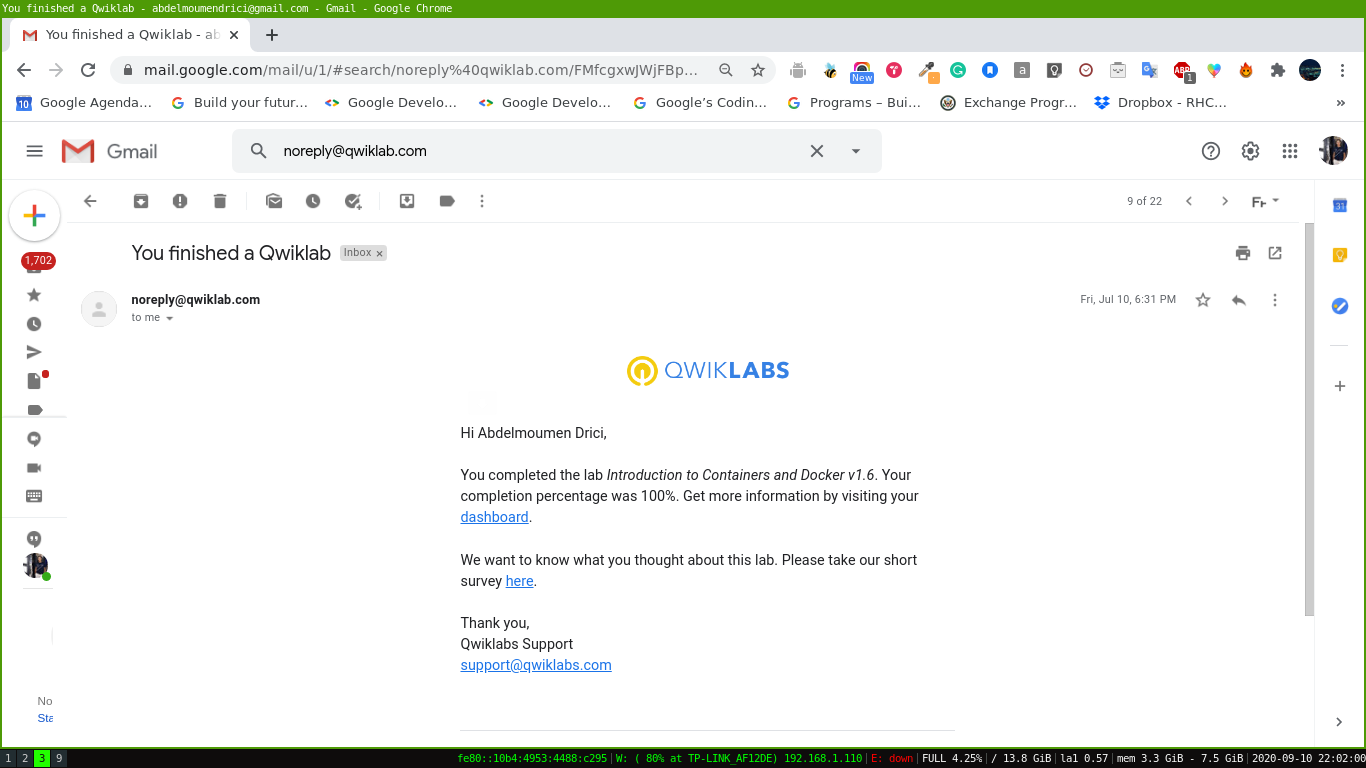 You finished a Qwiklab - abdelmoumendrici@gmail.com - Gmail - Google Chrome
You finished a Qwiklab - ab
mail.google.com/mail/u/1/#search/noreply%40qwiklab.com/FMfcgxwJWjFBp...
New
a
ABP
1
10
Google Agenda...
Build your futur...
Google Develo...
Google Develo...
Google's Codin...
Programs – Bui...
Exchange Progr...
Dropbox - RHC...
»
Gmail
noreply@qwiklab.com
9 of 22
31
1,702
You finished a Qwiklab
Inbox x
noreply@qwiklab.com
Fri, Jul 10, 6:31 PM
to me
QWIKLABS
Hi Abdelmoumen Drici,
You completed the lab Introduction to Containers and Docker v1.6. Your
completion percentage was 100%. Get more information by visiting your
dashboard.
We want to know what you thought about this lab. Please take our short
survey here.
Thank you,
Qwiklabs Support
support@qwiklabs.com
No
Sta
1 2 3 9
fe80::10b4:4953:4488:c295 | W: ( 80% at TP-LINK_AF12DE) 192.168.1.110 | E: down | FULL 4.25% | / 13.8 GiB | la1 0.57 | mem 3.3 GiB - 7.5 GiB | 2020-09-10 22:02:00